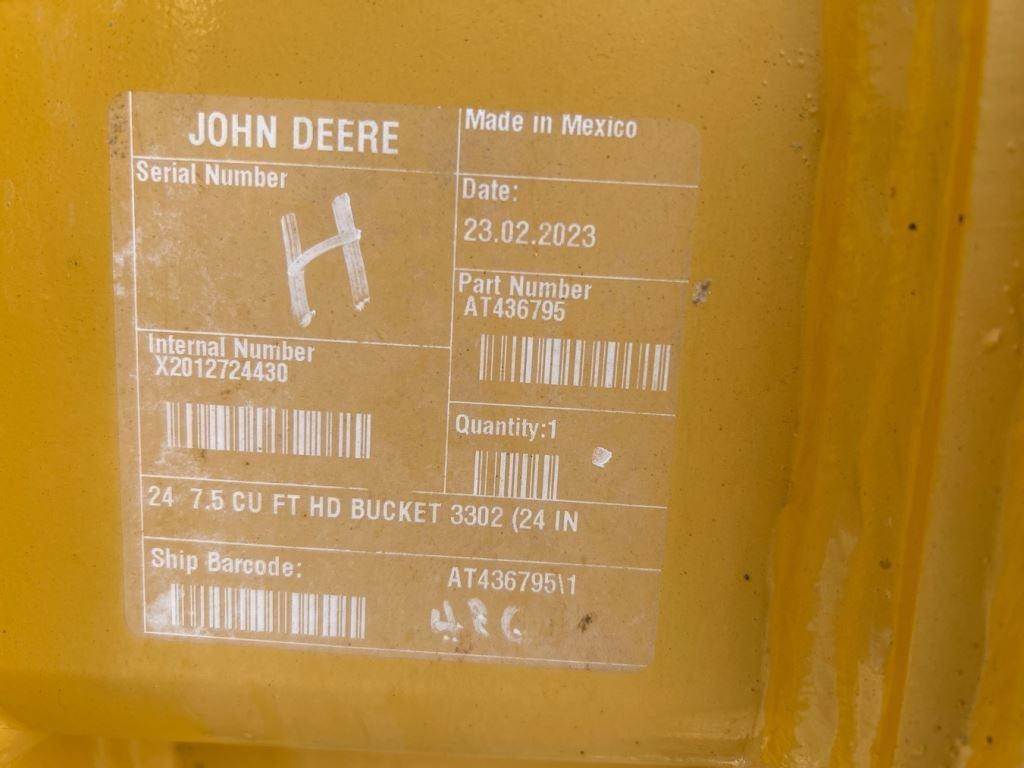 JOHN DEERE
Made in Mexico
Serial Number
H
Date:
23.02.2023
Part Number
AT436795
Internal Number
X2012724430
Quantity:1
24 7.5 CU FT HD BUCKET 3302 (24 IN
Ship Barcode:
AT436795\1
486